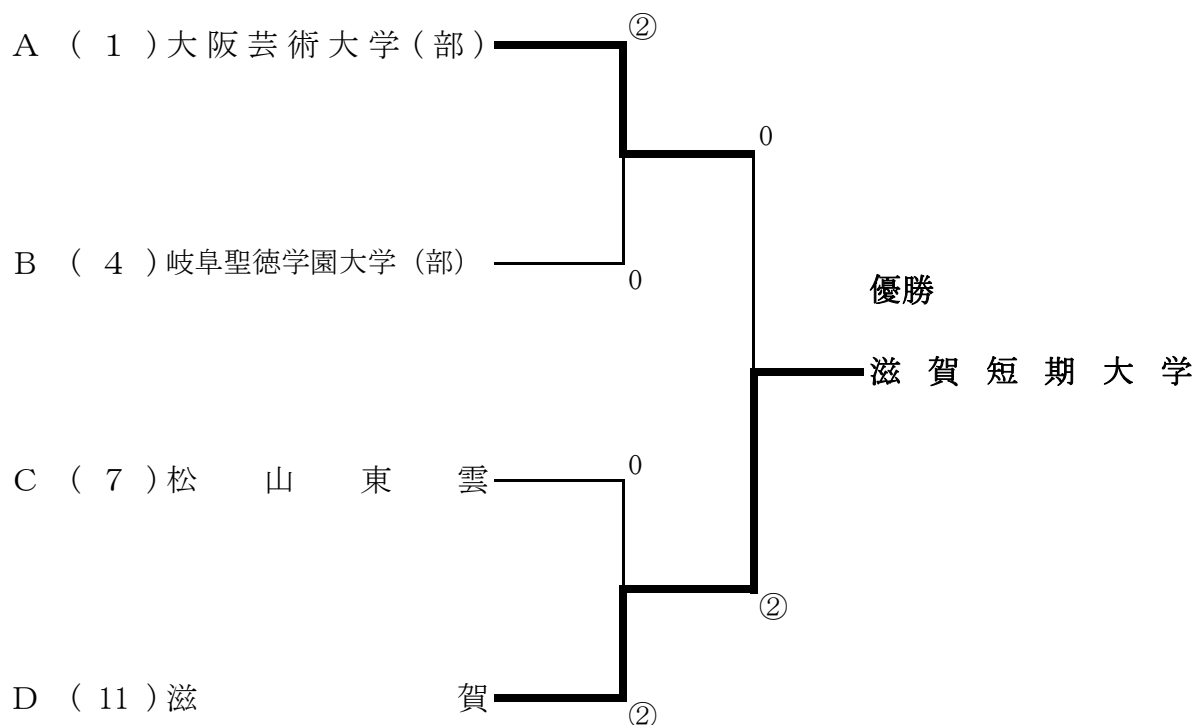 ②
A （ 1 ）大阪芸術大学（部）
0
B （ 4 ）岐阜聖徳学園大学（部）
0
優勝
滋賀短期大学
0
C （ 7 ）松山東雲
②
D （ 11 ）滋賀
②